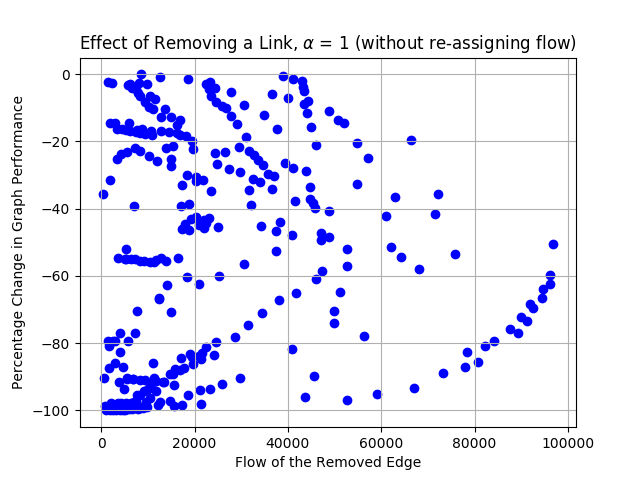 Effect of Removing a Link, α = 1 (without re-assigning flow)
Percentage Change in Graph Performance
0
−20
−40
−60
−80
−100
0 20000 40000 60000 80000 100000
Flow of the Removed Edge